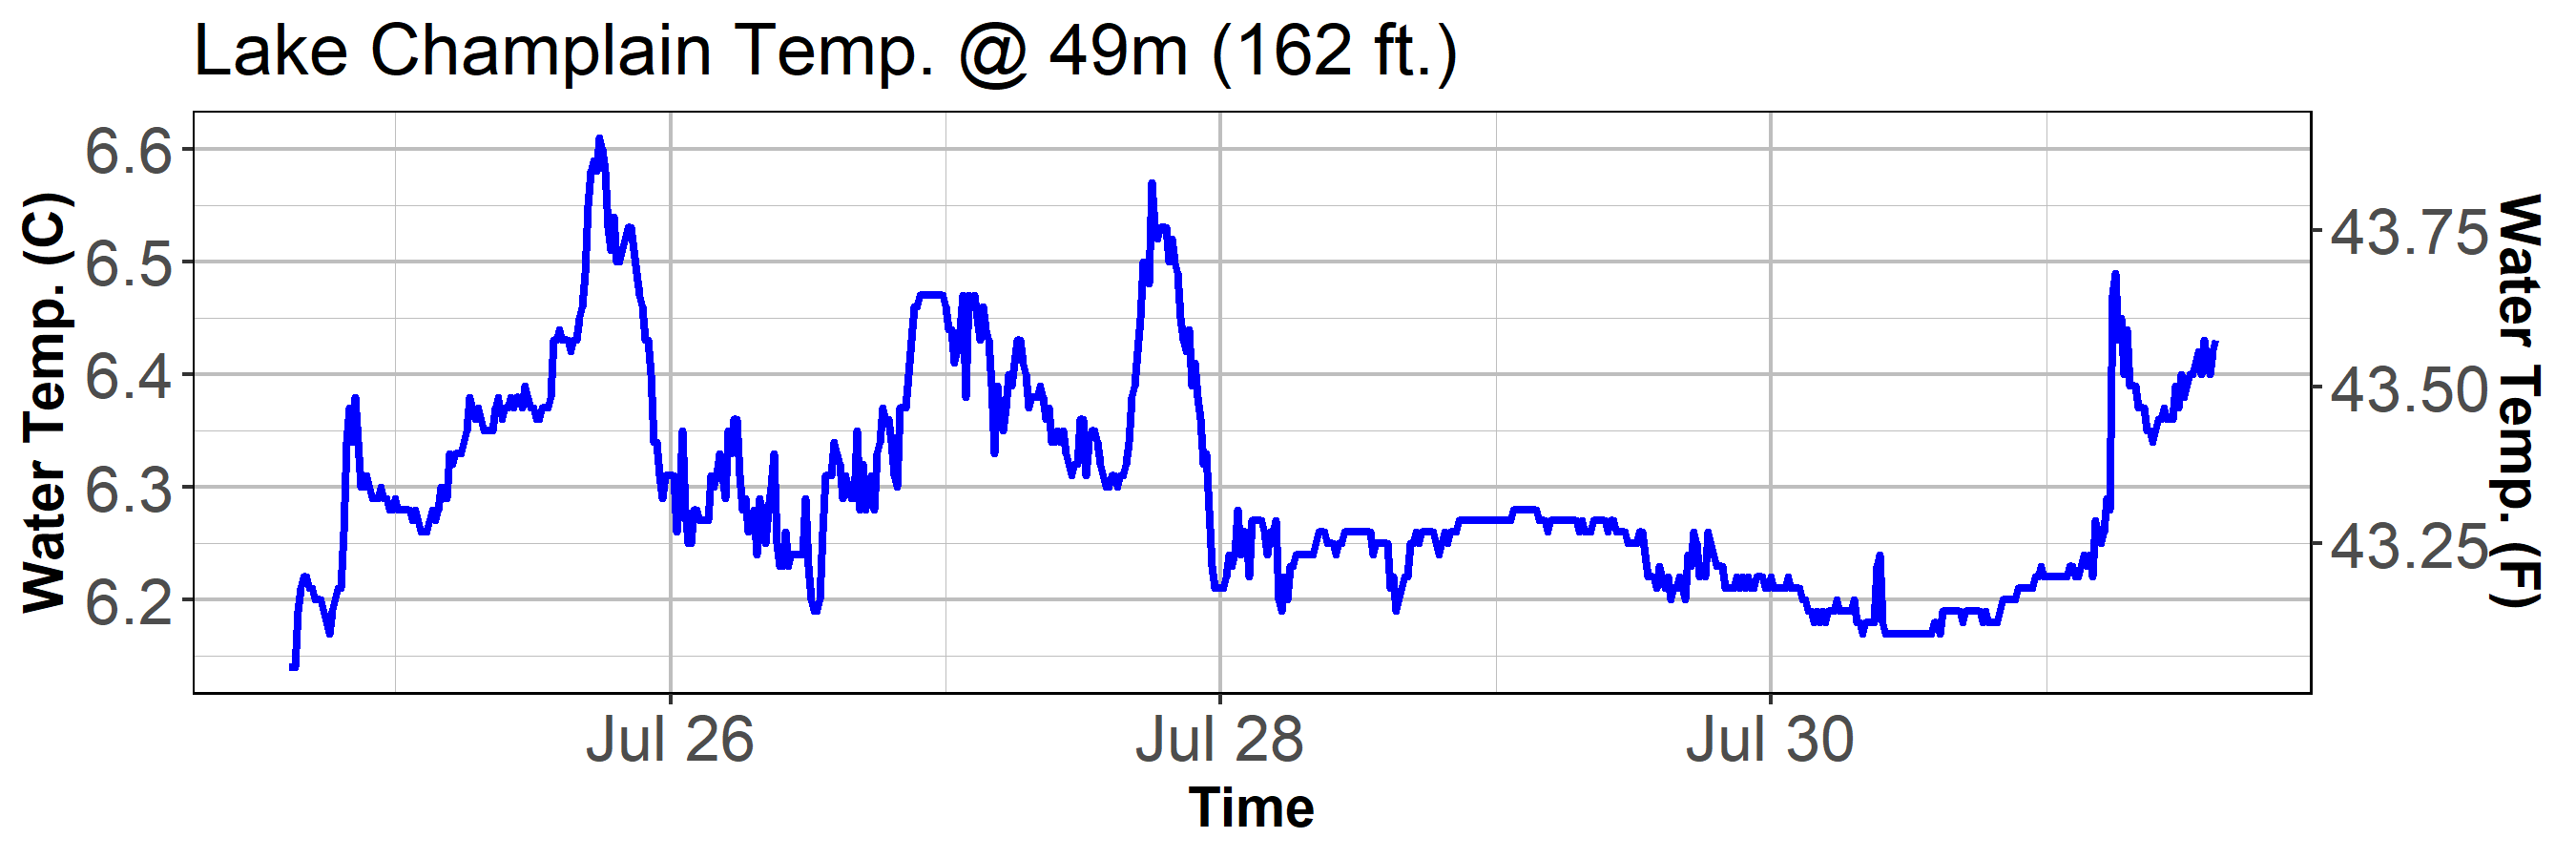 Lake Champlain Temp. @ 49m (162 ft.)
Water Temp. (C)
6.6
6.5
6.4
6.3
6.2
43.75
43.50
43.25
Water Temp. (F)
Jul 26
Jul 28
Jul 30
Time